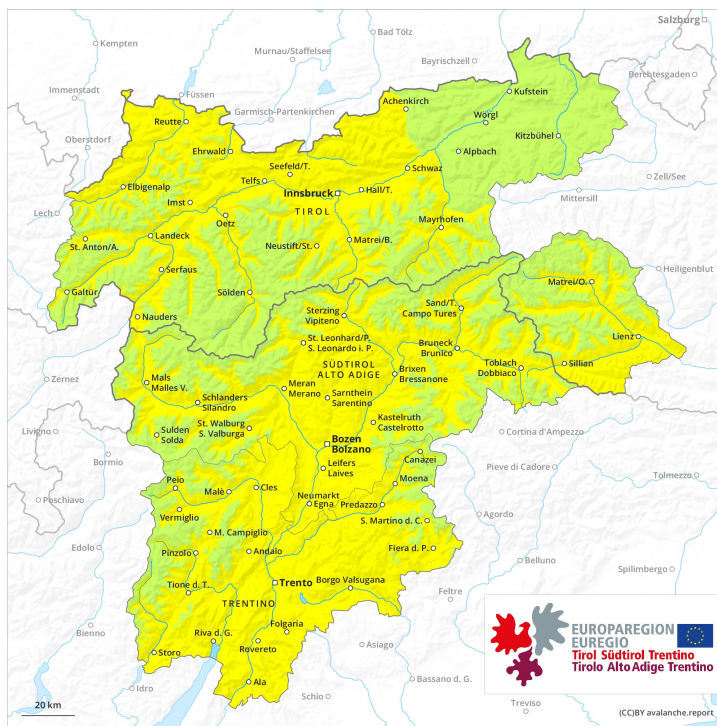 Salzburg
Kempten
Bad Tölz
Murnau/Staffelsee
Bayrischzell
Berchtesgaden
Immenstadt
Füssen
Garmisch-Partenkirchen
Achenkirch
Kufstein
Reutte
Wörgl
Oberstdorf
Ehrwald
Kitzbühel
Alpbach
Seefeld/T.
Schwaz
Telfs
Zell/See
Elbigenalp
Innsbruck
Hall/T.
Mittersill
Imst
Lech
TIROL
Oetz
Mayrhofen
Landeck
St. Anton/A.
Neustift/St.
Matrei/B.
Heiligenblut
Serfaus
Matrei/O.
Galtür
Sölden
Sand/T.
Campo Tures
Nauders
Sterzing
Vipiteno
Lienz
St. Leonhard/P.
S. Leonardo i. P.
Bruneck
Brunico
Sillian
Toblach
Dobbiaco
SÜDTIROL
ALTO ADIGE
Brixen
Bressanone
Zernez
Mals
Malles V.
Meran
Merano
Sarnthein
Sarentino
Schlanders
Silandro
St. Walburg
S. Valburga
Kastelruth
Castelrotto
Livigno
Sulden
Solda
Cortina d'Ampezzo
Bozen
Bolzano
Canazei
Bormio
Leifers
Laives
Pieve di Cadore
Tolmezzo
Moena
Peio
Malè
Cles
Neumarkt
Egna
Predazzo
Poschiavo
Vermiglio
Agordo
S. Martino d. C.
M. Campiglio
Edolo
Pinzolo
Andalo
Fiera d. P.
Belluno
Spilimbergo
Trento
Borgo Valsugana
Tione d. T.
Feltre
TRENTINO
Folgaria
Bienno
Riva d. G.
Rovereto
Asiago
Storo
Bassano d. G.
Ala
Idro
Schio
Treviso
EUROPAREGION
EUREGIO
Tirol Südtirol Trentino
Tirolo Alto Adige Trentino
20 km
(CC)BY avalanche.report